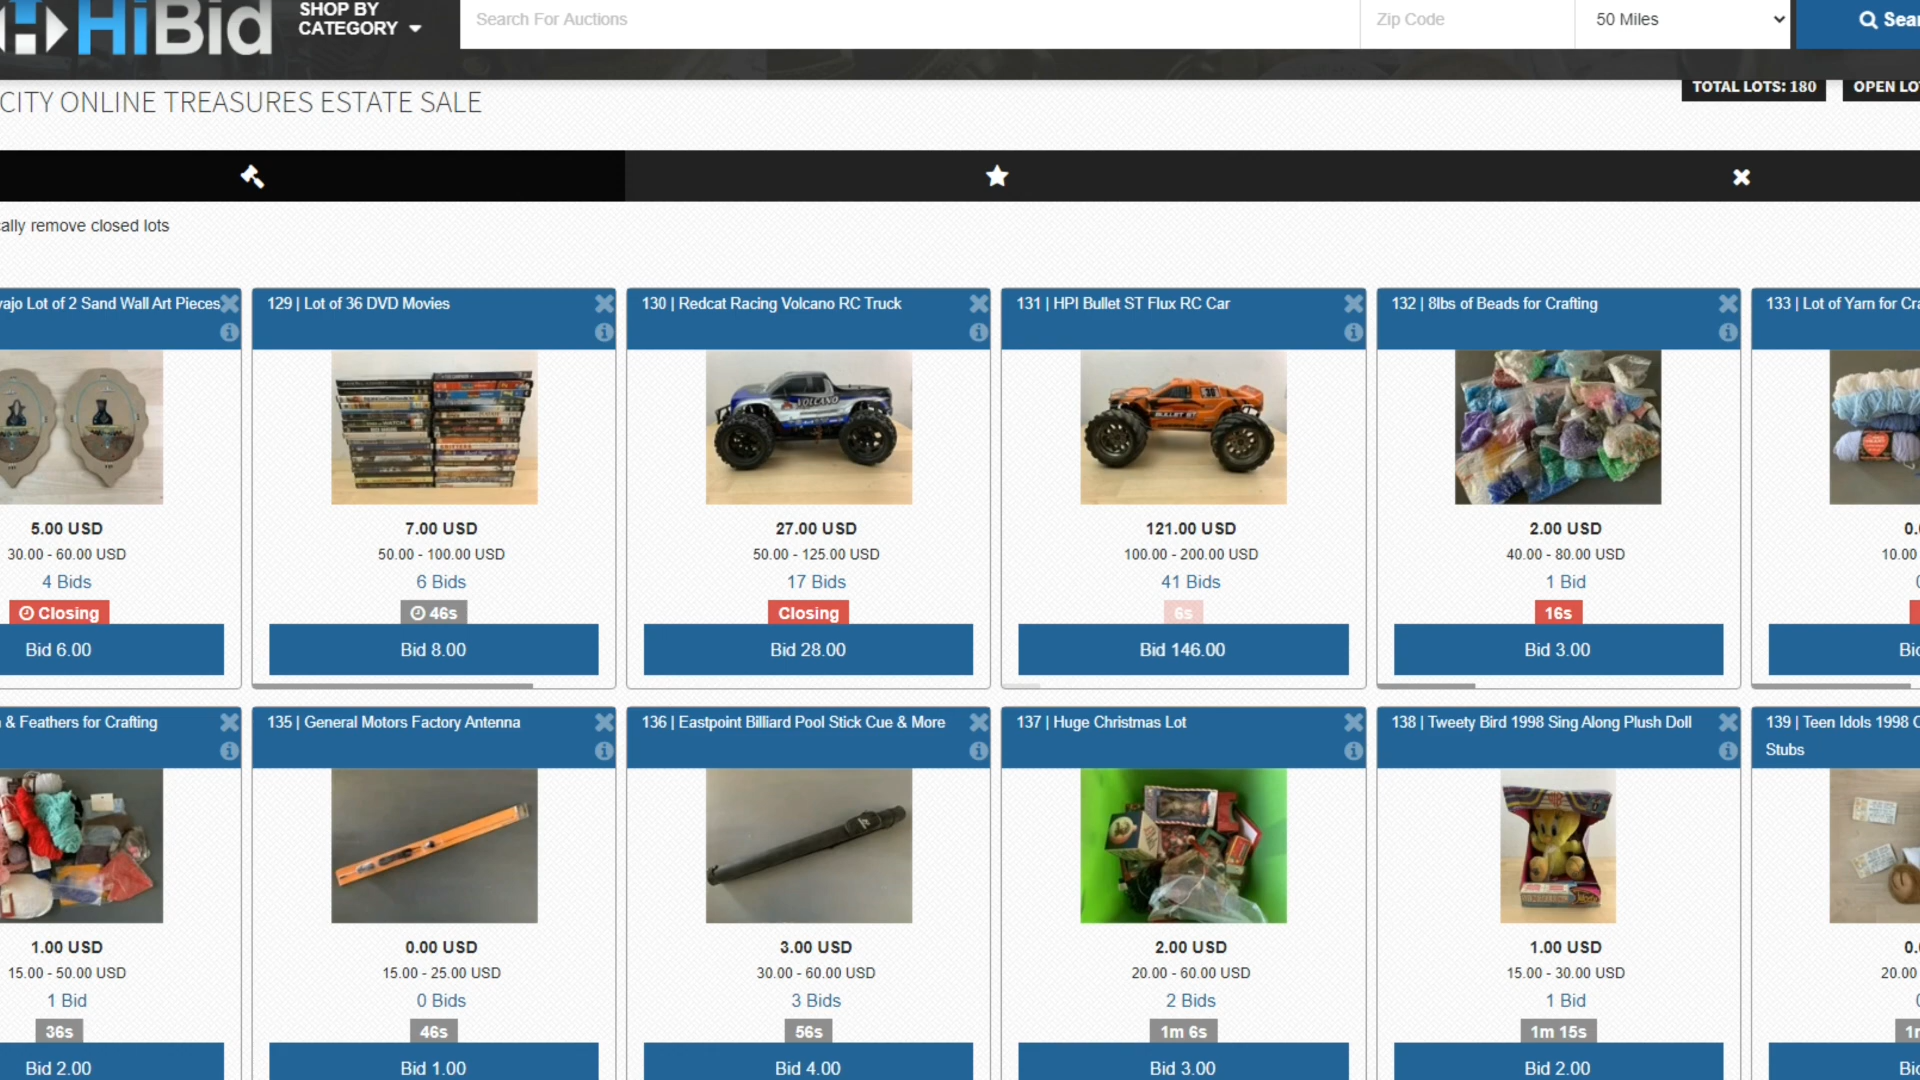 HiBid
SHOP BY
CATEGORY
Search For Auctions
Zip Code
50 Miles
CITY ONLINE TREASURES ESTATE SALE
TOTAL LOTS: 180
OPEN
cally remove closed lots
Lot of 2 Sand Wall Art Pieces
129 | Lot of 36 DVD Movies
130 | Redcat Racing Volcano RC Truck
131 | HPI Bullet ST Flux RC Car
132 | 8lbs of Beads for Crafting
133 | Lot of Yarn for
VOLCANO
BULLET ST
5.00 USD
7.00 USD
27.00 USD
121.00 USD
2.00 USD
30.00 - 60.00 USD
50.00 - 100.00 USD
50.00 - 125.00 USD
100.00 - 200.00 USD
40.00 - 80.00 USD
10.00
4 Bids
6 Bids
17 Bids
41 Bids
1 Bid
Closing
46s
Closing
6s
16s
Bid 6.00
Bid 8.00
Bid 28.00
Bid 146.00
Bid 3.00
& Feathers for Crafting
135 | General Motors Factory Antenna
136 | Eastpoint Billiard Pool Stick Cue & More
137 | Huge Christmas Lot
138 | Tweety Bird 1998 Sing Along Plush Doll
139 | Teen Idols 1998
Stubs
1.00 USD
0.00 USD
3.00 USD
2.00 USD
1.00 USD
15.00 - 50.00 USD
15.00 - 25.00 USD
30.00 - 60.00 USD
20.00 - 60.00 USD
15.00 - 30.00 USD
20.00
1 Bid
0 Bids
3 Bids
2 Bids
1 Bid
36s
46s
56s
1m 6s
1m 15s
Bid 2.00
Bid 1.00
Bid 4.00
Bid 3.00
Bid 2.00